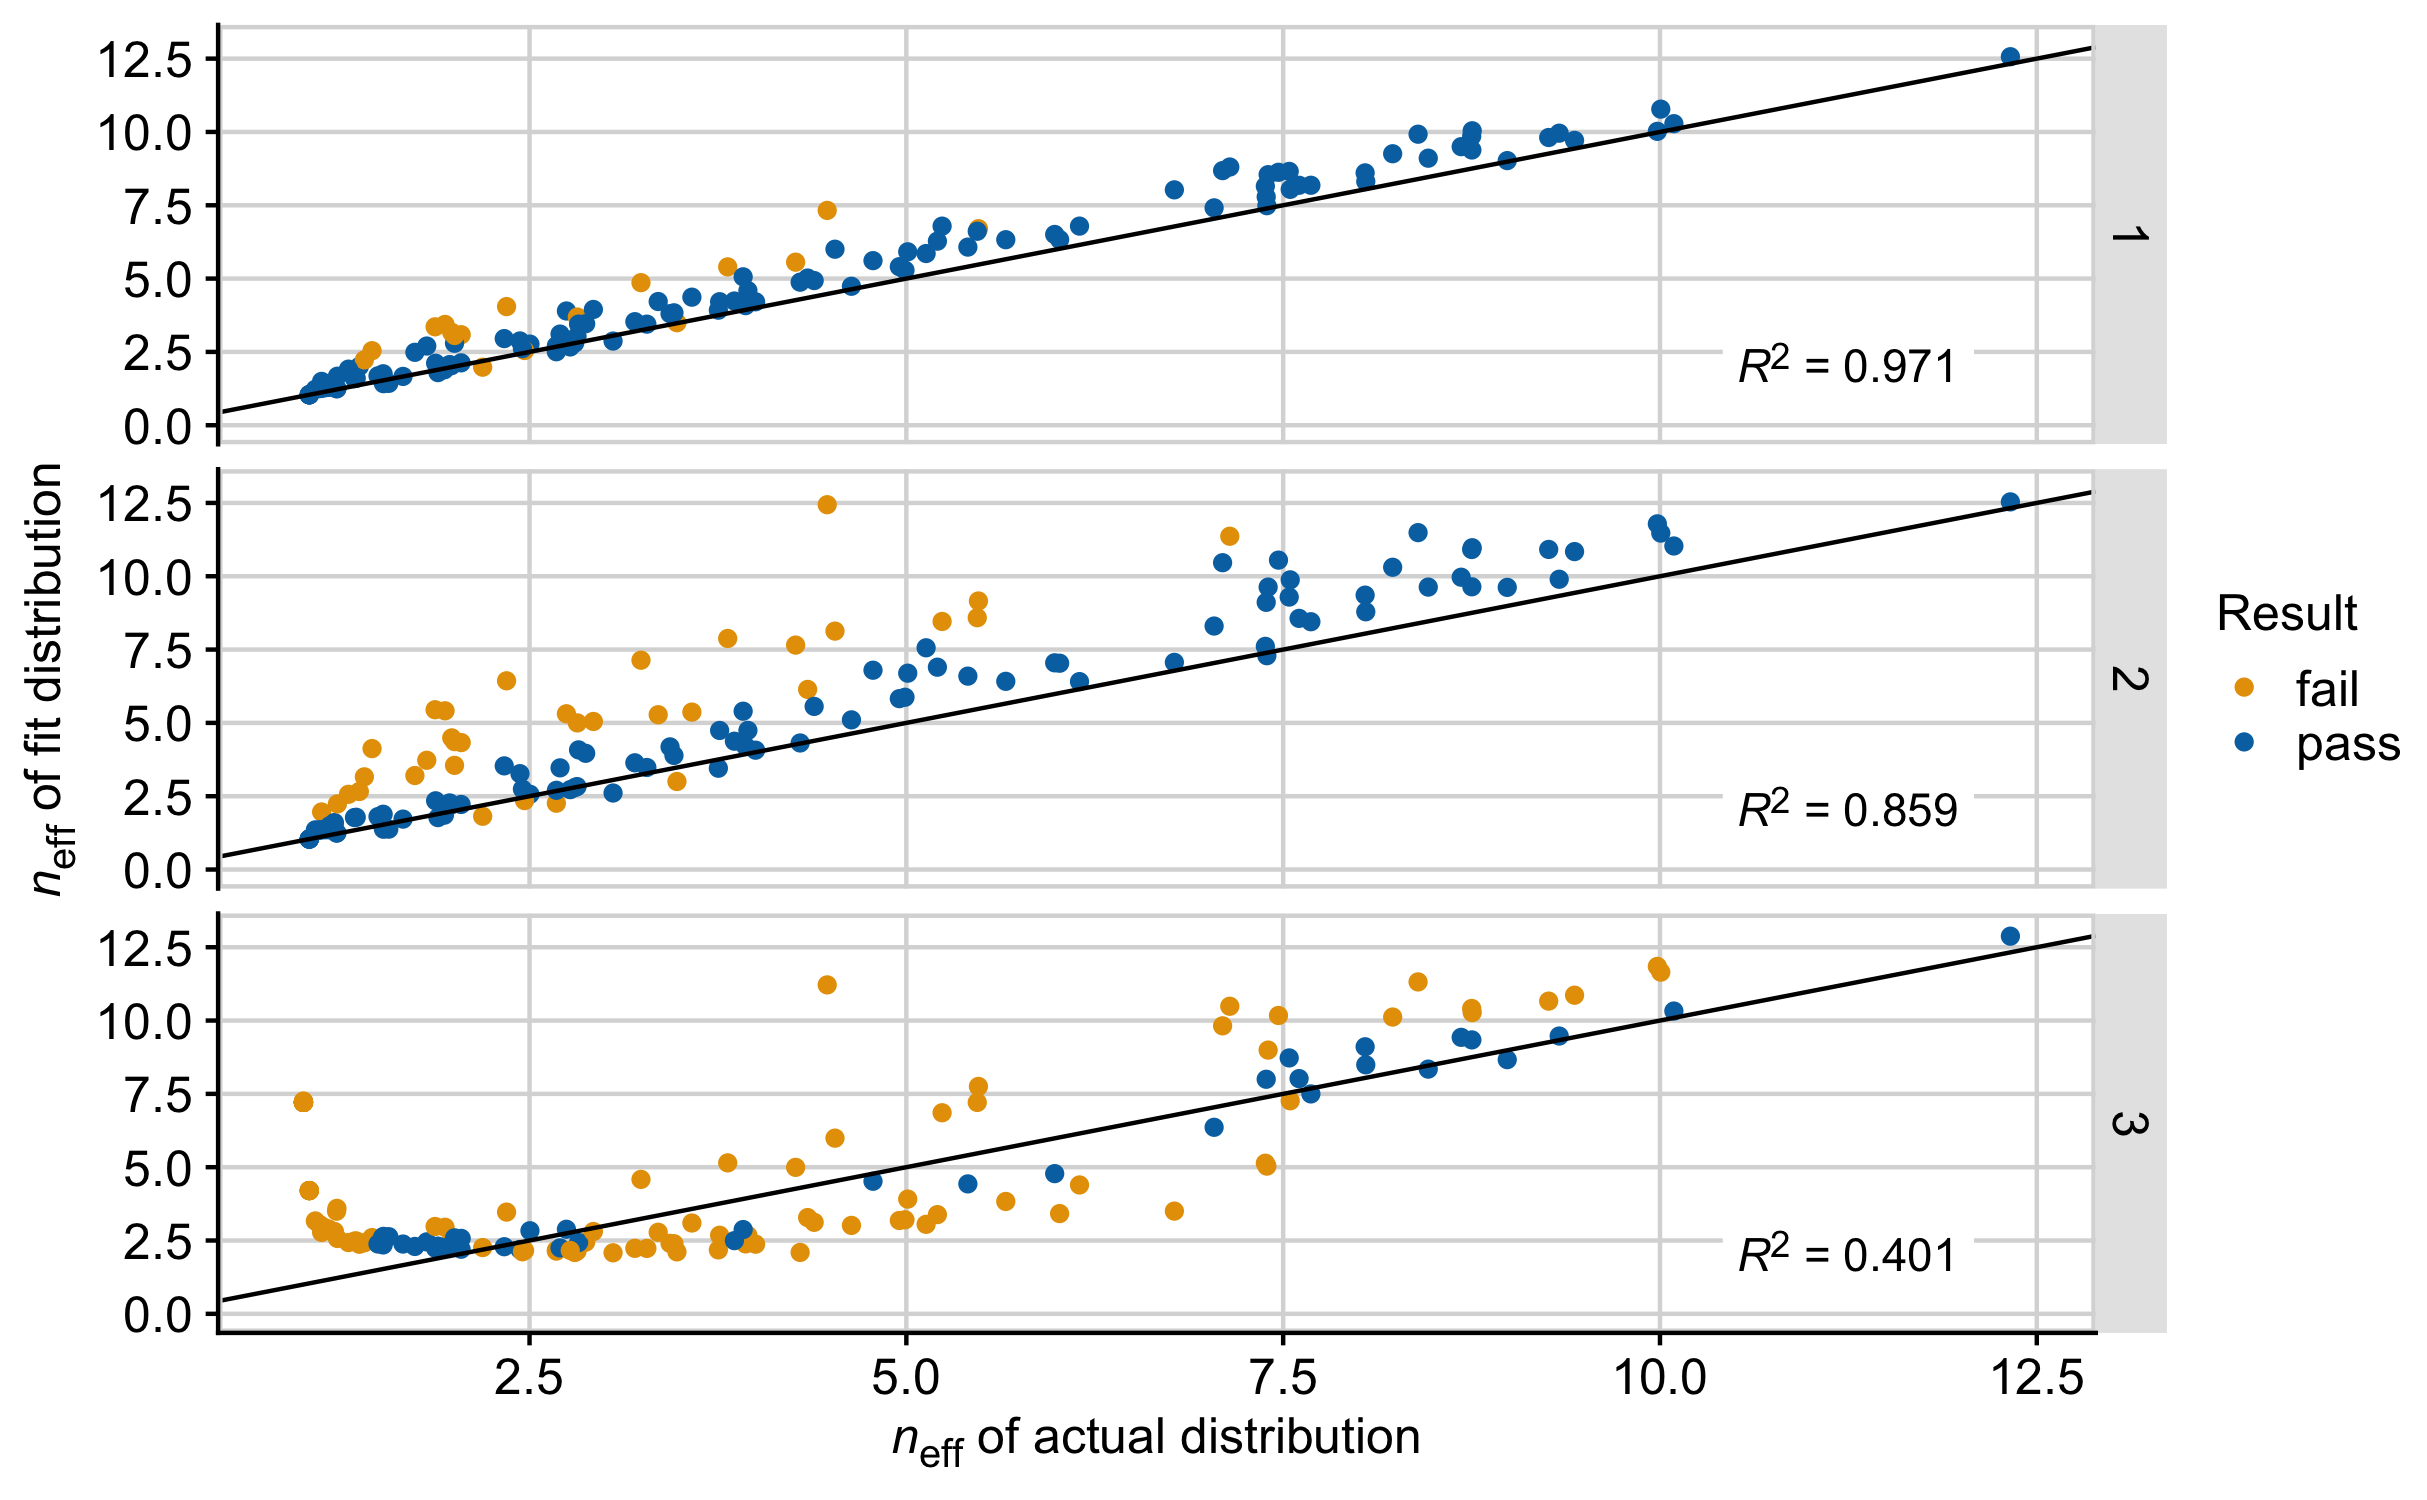 12.5
10.0
7.5
5.0
2.5
0.0
R² = 0.971
1
12.5
10.0
7.5
5.0
2.5
0.0
R² = 0.859
2
12.5
10.0
7.5
5.0
2.5
0.0
R² = 0.401
3
n_eff of fit distribution
2.5 5.0 7.5 10.0 12.5
n_eff of actual distribution
Result
fail
pass